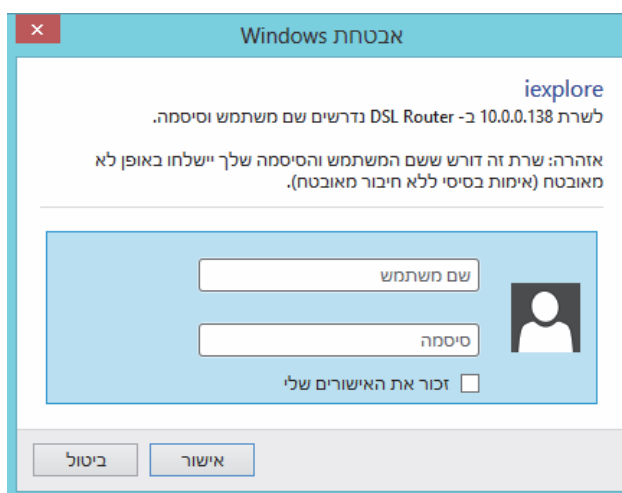 אבטחת Windows
iexplore
לשרת 10.0.0.138 ב- DSL Router נדרשים שם משתמש וסיסמה.
אזהרה: שרת זה דורש ששם המשתמש והסיסמה שלך יישלחו באופן לא
מאובטח (אימות בסיסי ללא חיבור מאובטח).
שם משתמש
סיסמה
זכור את האישורים שלי
אישור
ביטול